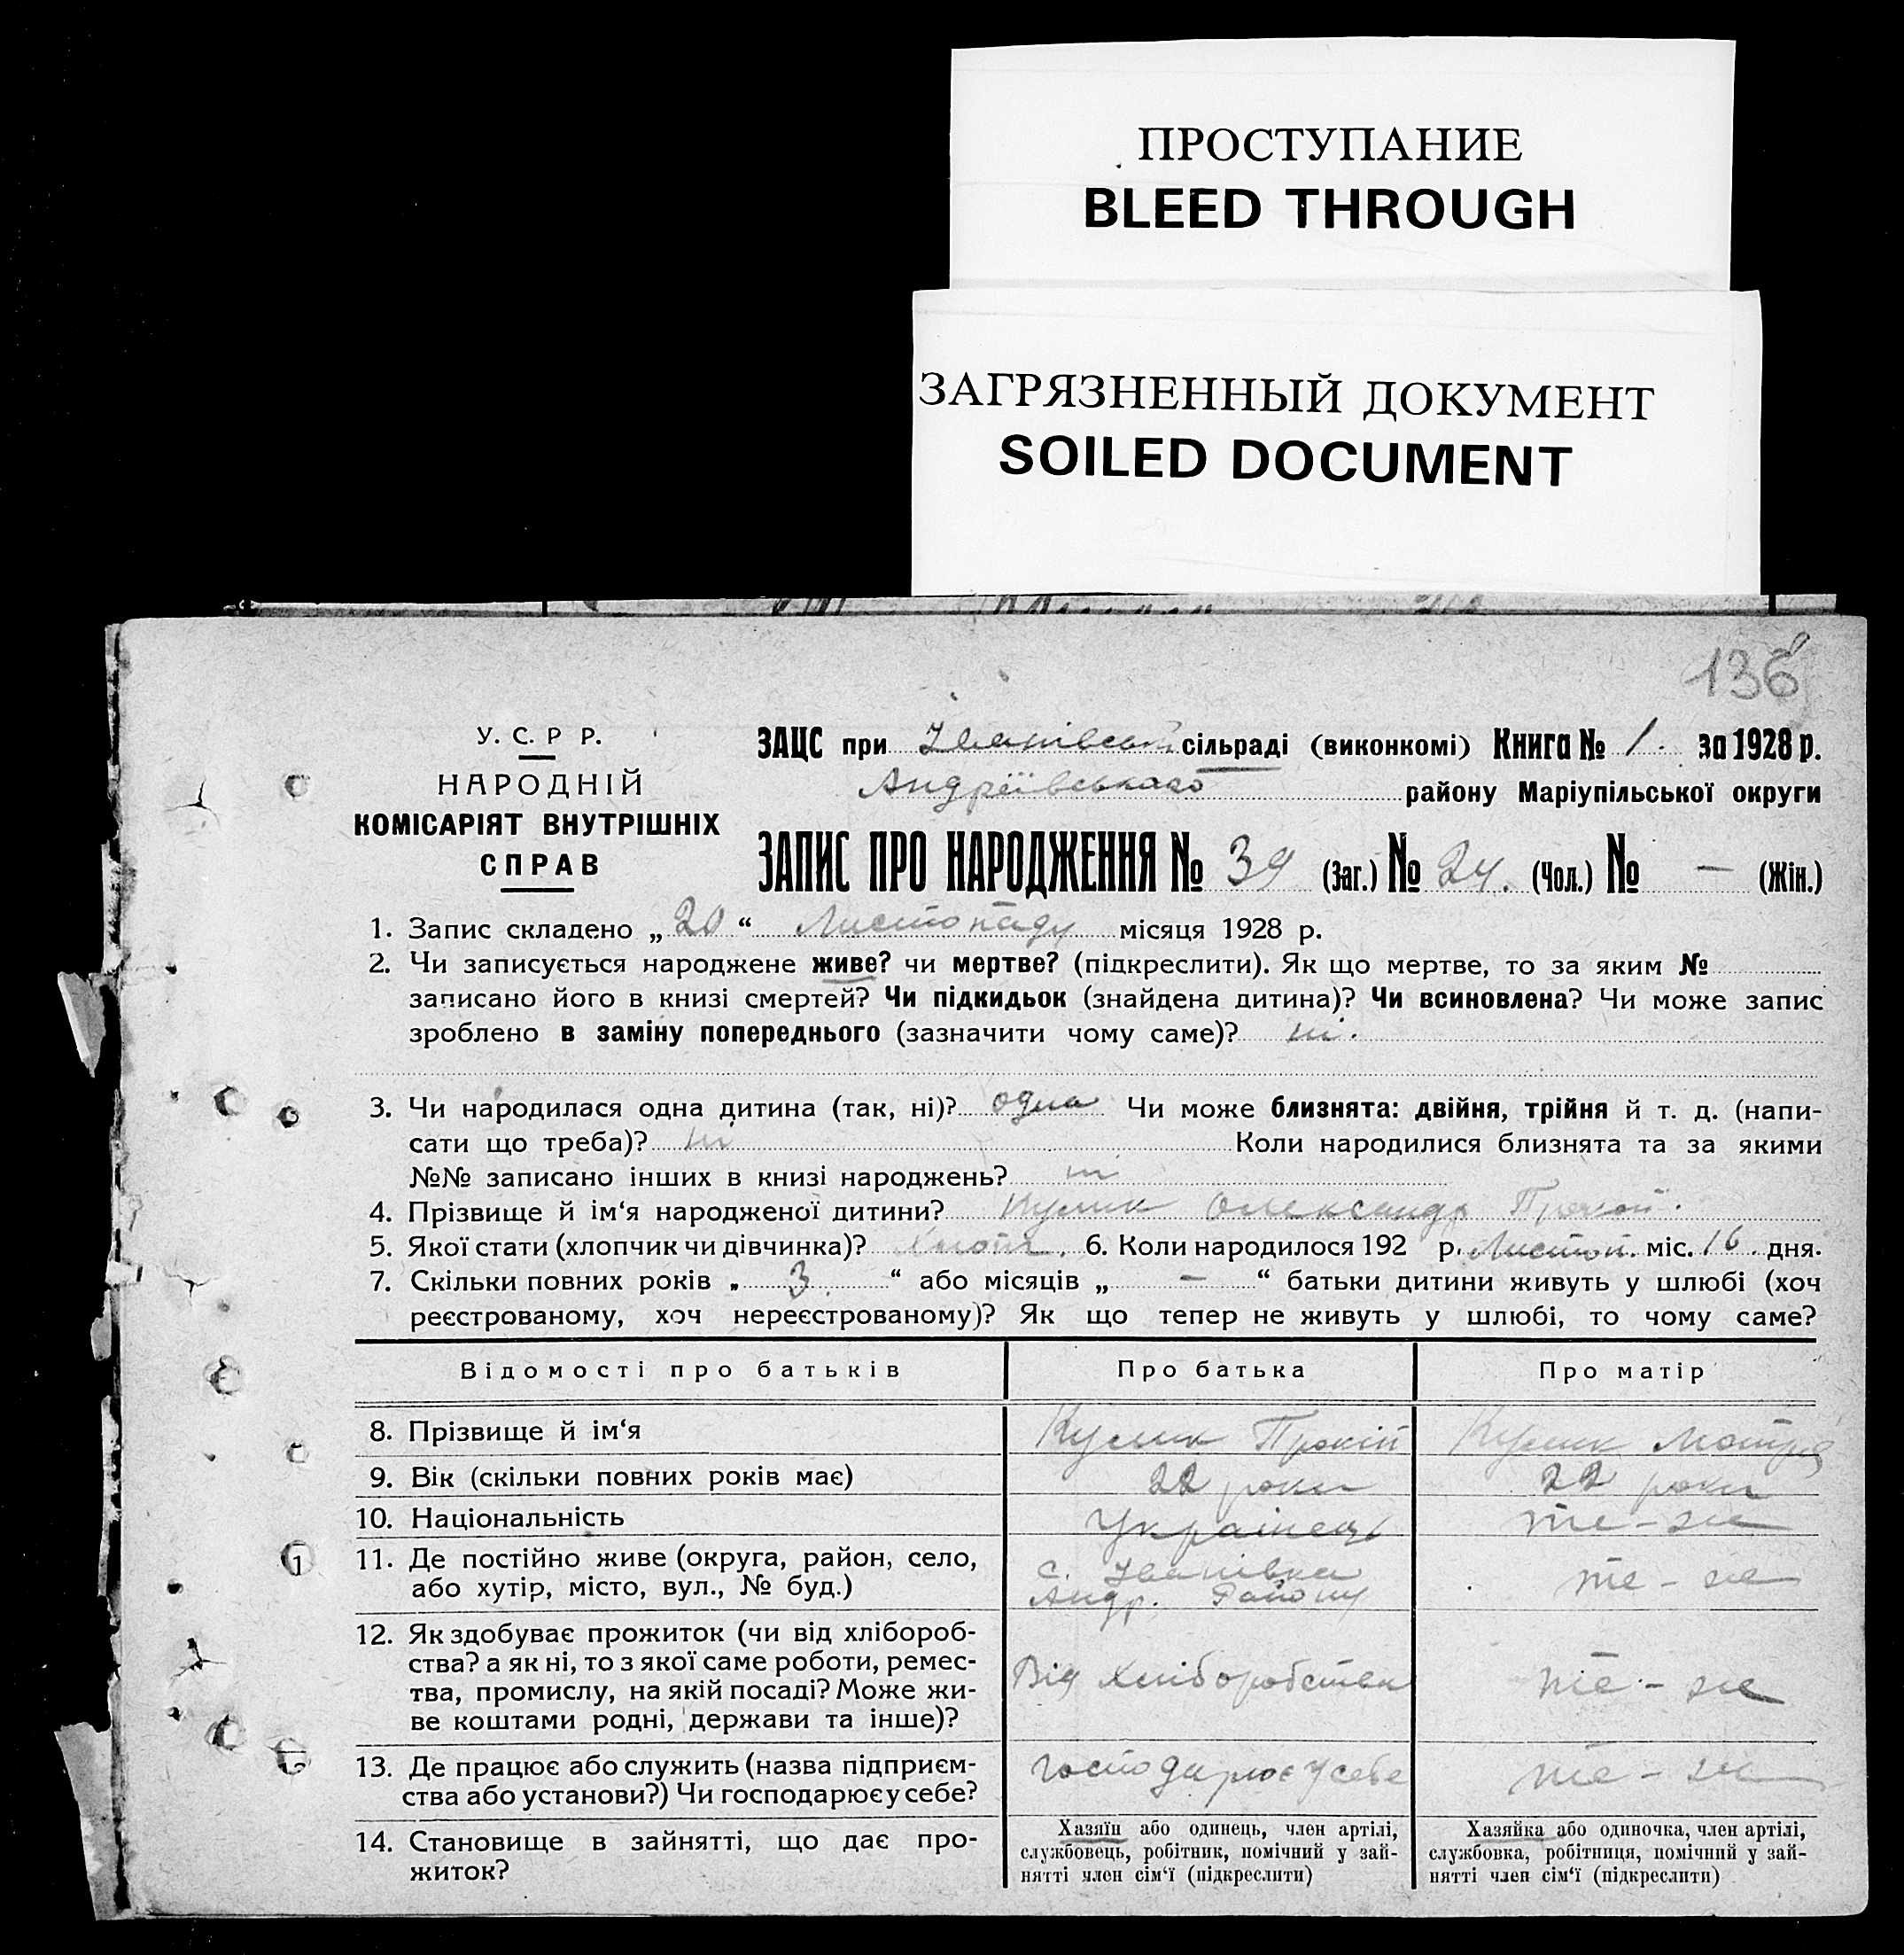 ПРОСТУПАНИЕ
BLEED THROUGH
ЗАГРЯЗНЕННЫЙ ДОКУМЕНТ
SOILED DOCUMENT
136
У. С. Р Р.
НАРОДНІЙ
КОМІСАРІЯТ ВНУТРІШНІХ
СПРАВ
ЗАЦС при Іванівській сільраді (виконкомі) Книга № 1. за 1928 р.
Андріївського району Маріупільської округи
ЗАПИС ПРО НАРОДЖЕННЯ № 39 (Заг.) № 24. (Чол.) № – (Жін.)
1. Запис складено „20“ Листопаду місяця 1928 р.
2. Чи записується народжене живе? чи мертве? (підкреслити). Як що мертве, то за яким №
записано його в книзі смертей? Чи підкидьок (знайдена дитина)? Чи всиновлена? Чи може запис
зроблено в заміну попереднього (зазначити чому саме)? ні.
3. Чи народилася одна дитина (так, ні)? одна Чи може близнята: двійня, трійня й т. д. (напи-
сати що треба)? ні Коли народилися близнята та за якими
№№ записано інших в книзі народжень? ні
4. Прізвище й ім‘я народженої дитини? Кулик Олександр Прокоп.
5. Якої стати (хлопчик чи дівчинка)? 6. Коли народилося 192 р. Листоп. міс. 16. дня.
7. Скільки повних років „ 3 “ або місяців „ – “ батьки дитини живуть у шлюбі (хоч
реєстрованому, хоч нереєстрованому)? Як що тепер не живуть у шлюбі, то чому саме?
Відомості про батьків Про батька Про матір
8. Прізвище й ім‘я Кулик Прокіп Кулик Мотря
9. Вік (скільки повних років має) 22 роки 22 роки
10. Національність Українець те-же
11. Де постійно живе (округа, район, село,
або хутір, місто, вул., № буд.)
с. Іванівка
Андр. Району
те-же
12. Як здобуває прожиток (чи від хлібороб-
ства? а як ні, то з якої саме роботи, ремес-
тва, промислу, на якій посаді? Може жи-
ве коштами родні, держави та інше)?
Від Хліборобства
те-же
13. Де працює або служить (назва підприєм-
ства або установи?) Чи господарює у себе?
господарює у себе
те-же
14. Становище в зайнятті, що дає про-
житок?
Хазяїн або одинець, член артілі,
службовець, робітник, помічний у зай-
нятті член сім‘ї (підкреслити)
Хазяйка або одиночка, член артілі,
службовка, робітниця, помічний у зай-
нятті член сім‘ї (підкреслити)